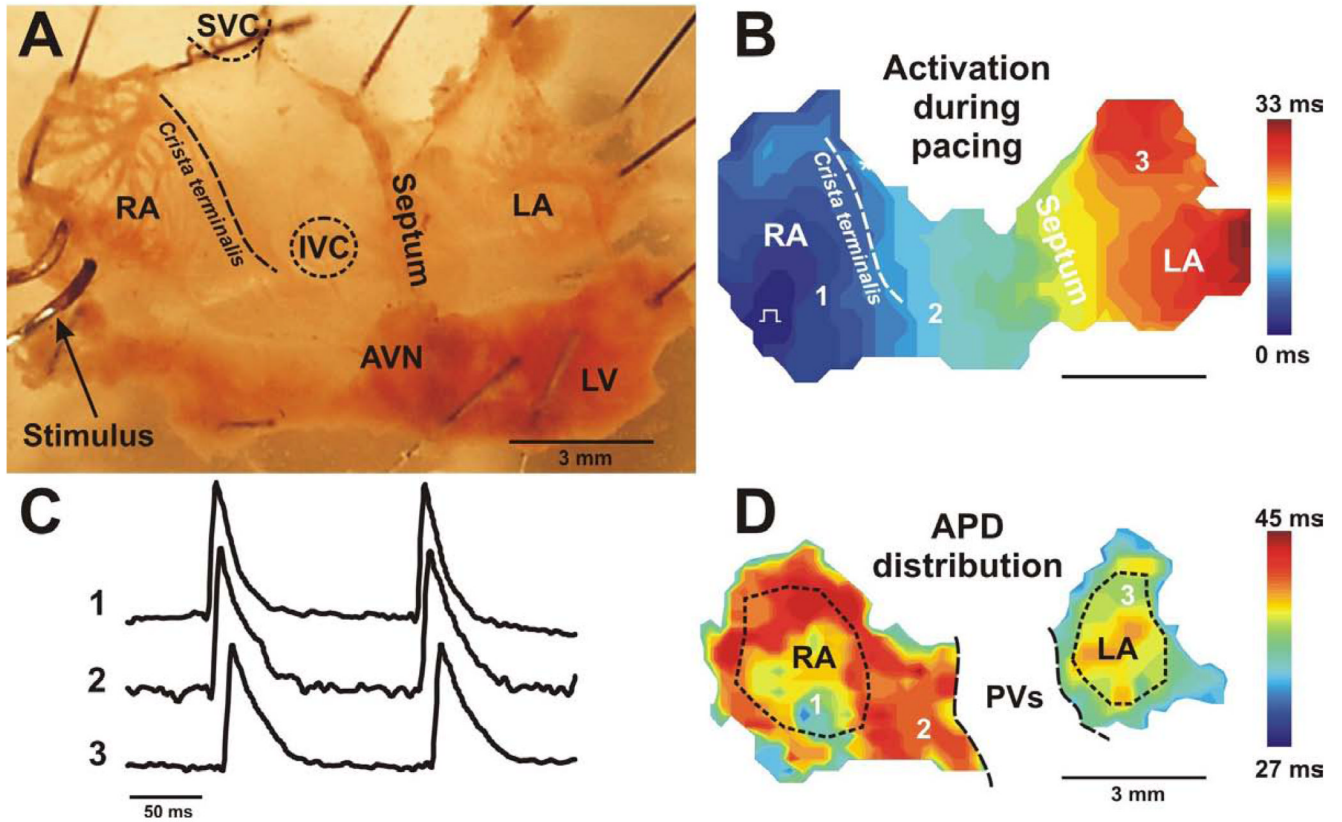 A
SVC
Crista terminalis
RA
IVC
Septum
LA
AVN
LV
Stimulus
3 mm
B
Activation
during
pacing
33 ms
0 ms
RA
Crista terminalis
Septum
LA
1
2
3
C
1
2
3
50 ms
D
APD
distribution
45 ms
27 ms
RA
1
2
PVs
3
LA
3 mm